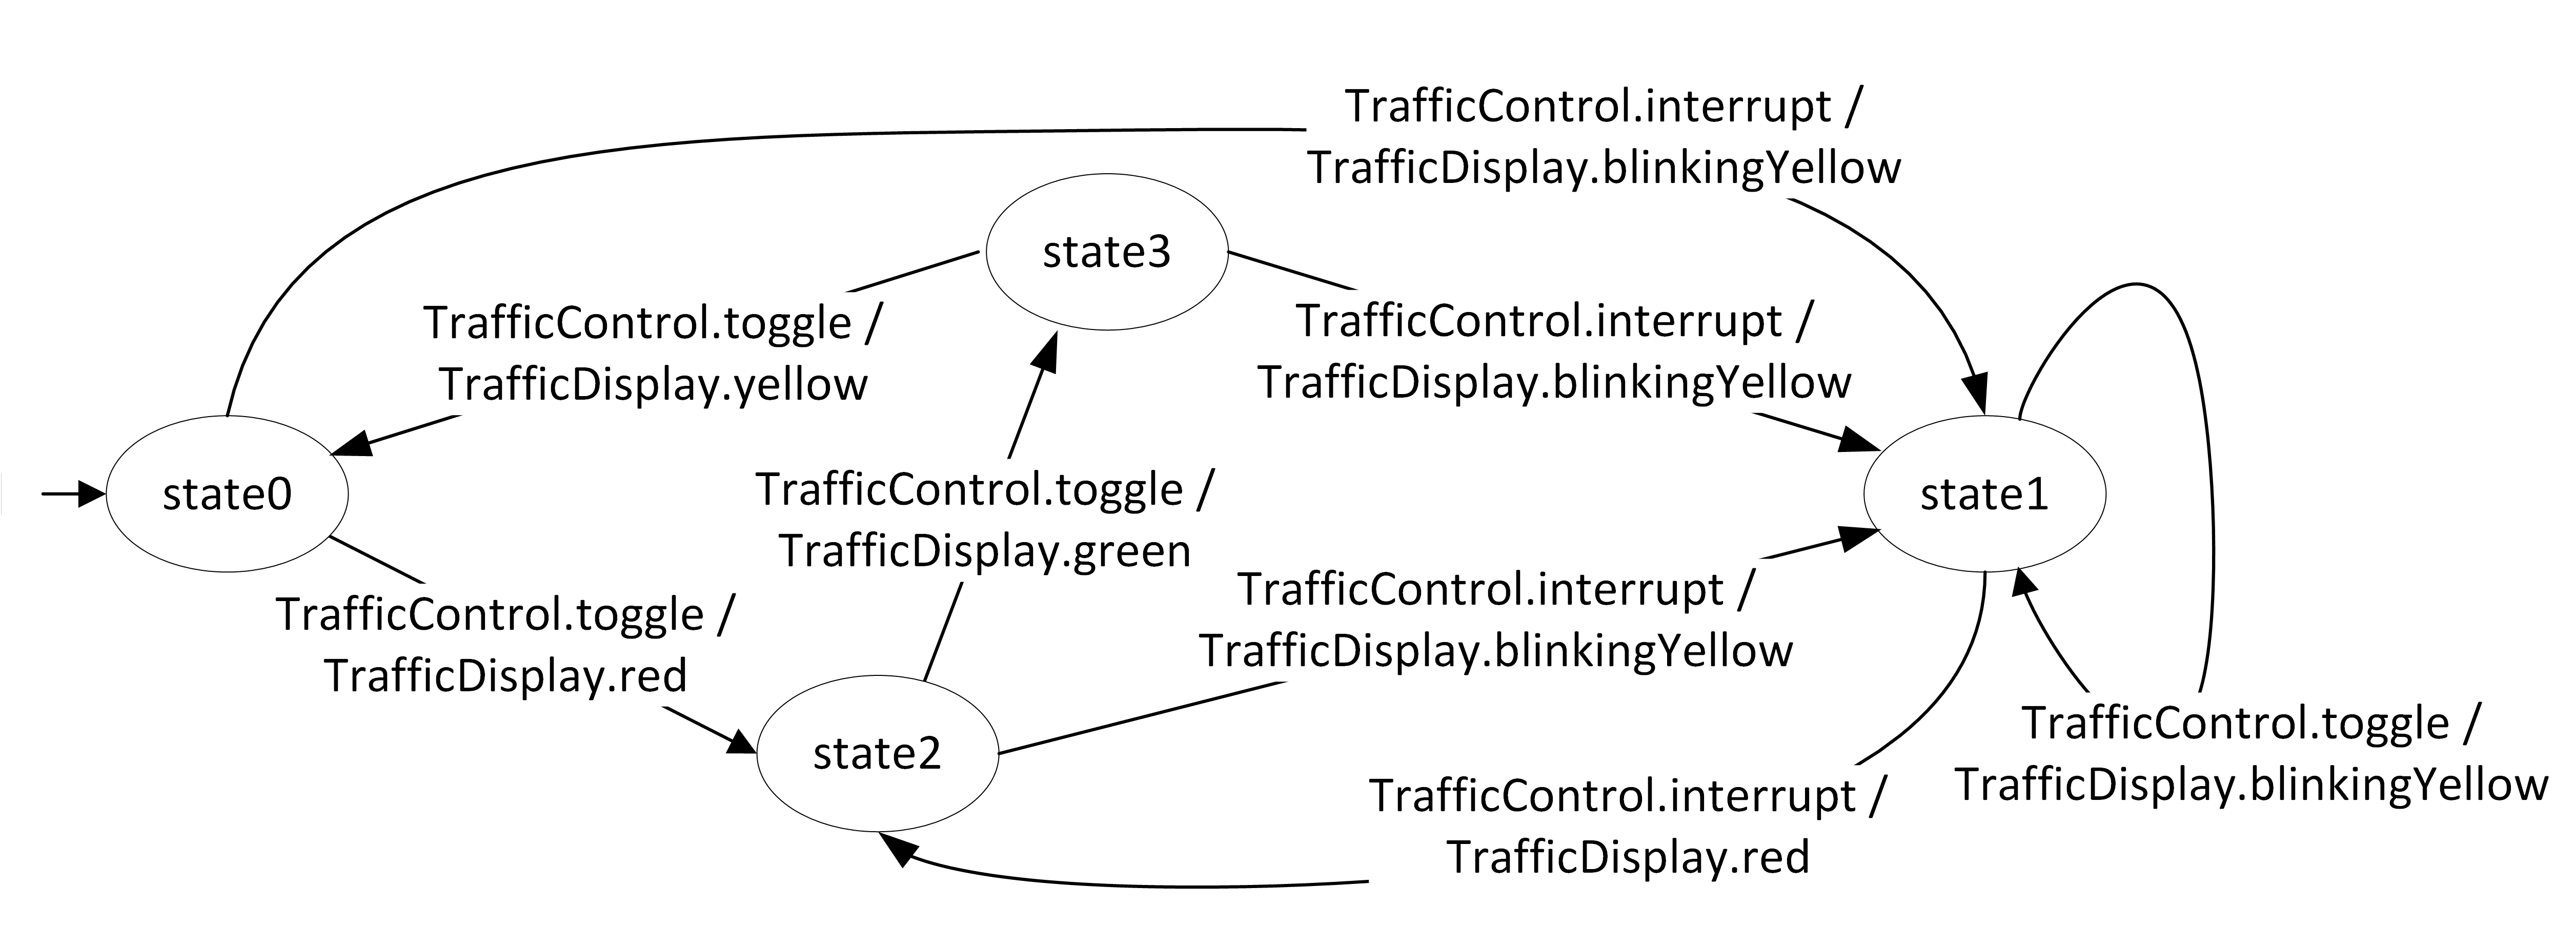 TrafficControl.interrupt /
TrafficDisplay.blinkingYellow
state3
TrafficControl.toggle /
TrafficDisplay.yellow
TrafficControl.interrupt /
TrafficDisplay.blinkingYellow
state0
TrafficControl.toggle /
TrafficDisplay.green
state1
TrafficControl.toggle /
TrafficDisplay.red
TrafficControl.interrupt /
TrafficDisplay.blinkingYellow
state2
TrafficControl.toggle /
TrafficDisplay.blinkingYellow
TrafficControl.interrupt /
TrafficDisplay.red